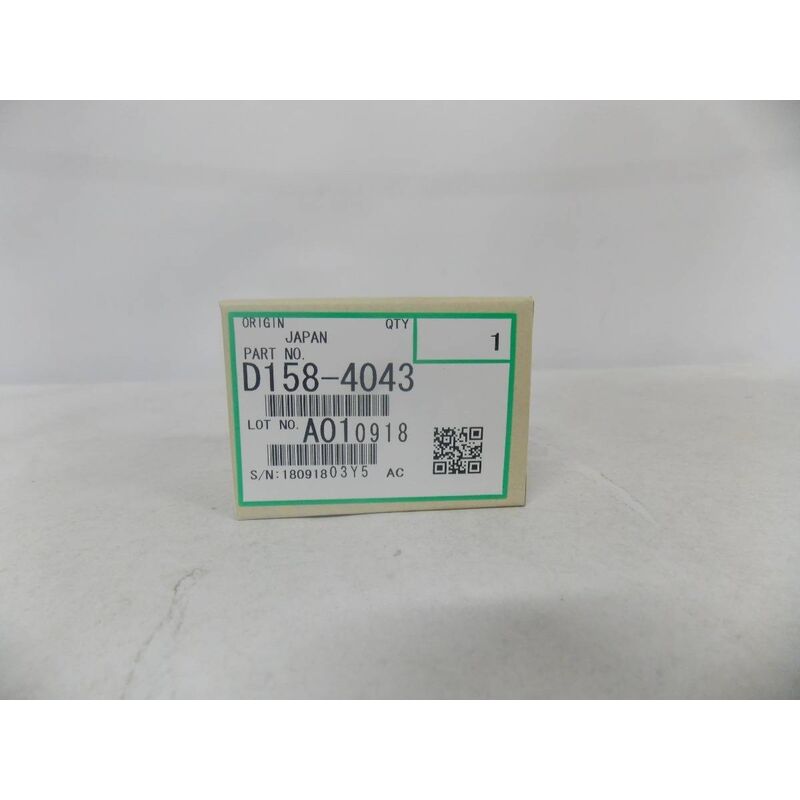 ORIGIN QTY
JAPAN 1
PART NO.
D158-4043
LOT NO. A010918
S/N:18091803Y5 AC